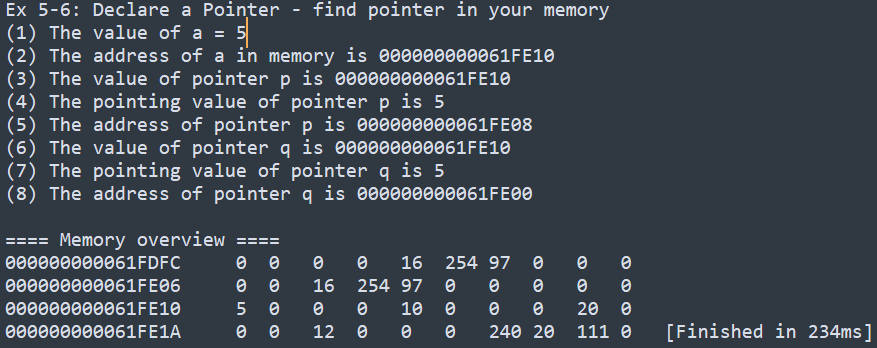 Ex 5-6: Declare a Pointer - find pointer in your memory
(1) The value of a = 5
(2) The address of a in memory is 000000000061FE10
(3) The value of pointer p is 000000000061FE10
(4) The pointing value of pointer p is 5
(5) The address of pointer p is 000000000061FE08
(6) The value of pointer q is 000000000061FE10
(7) The pointing value of pointer q is 5
(8) The address of pointer q is 000000000061FE00
==== Memory overview ====
000000000061FDFC 0 0 0 0 16 254 97 0 0 0
000000000061FE06 0 0 16 254 97 0 0 0 0 0
000000000061FE10 5 0 0 0 10 0 0 0 20 0
000000000061FE1A 0 0 12 0 0 0 240 20 111 0 [Finished in 234ms]